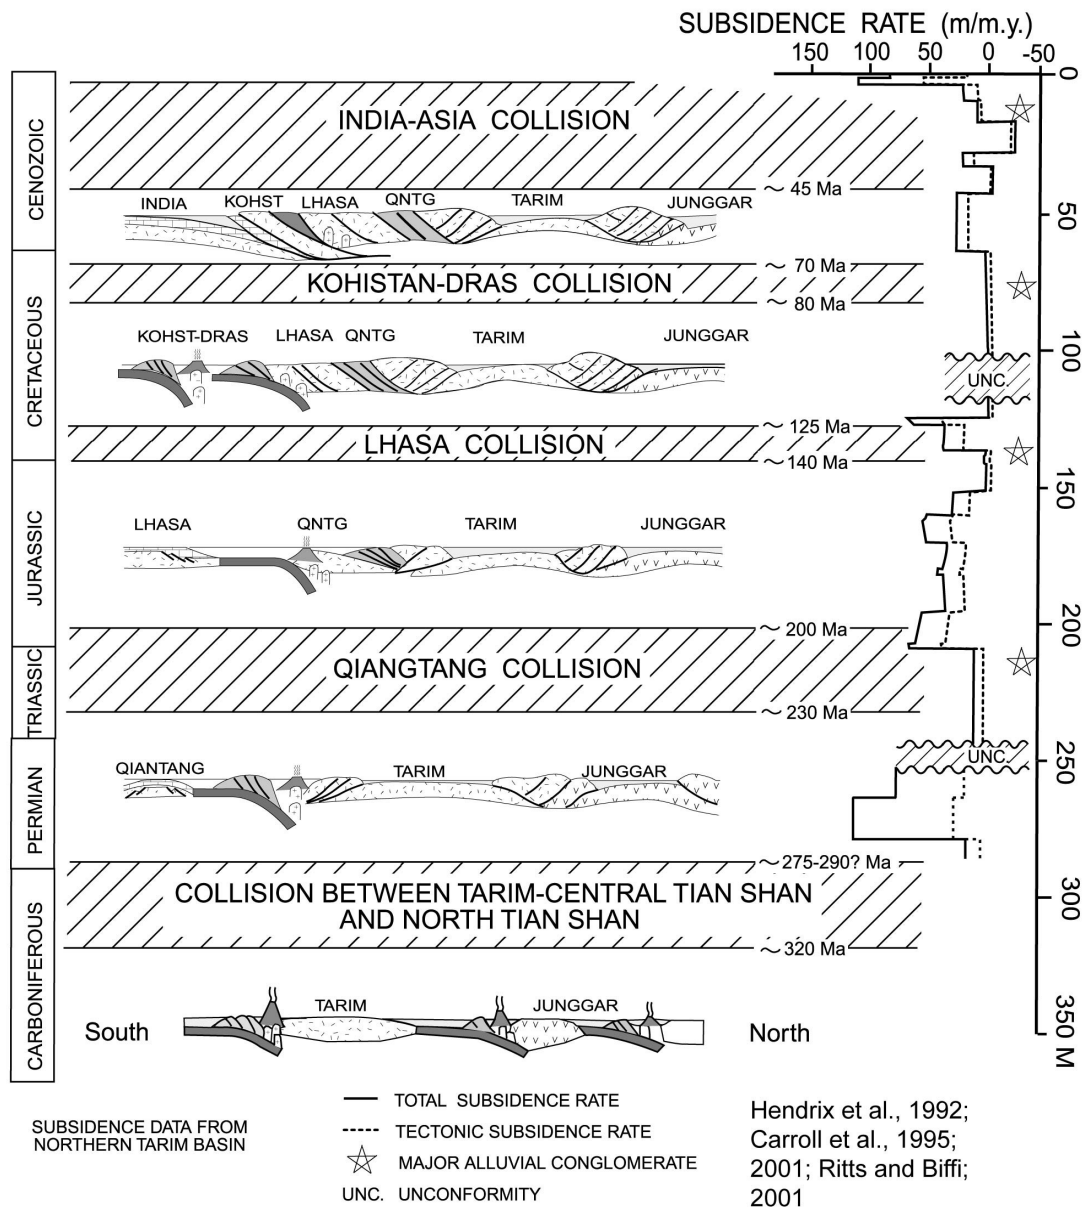 SUBSIDENCE RATE (m/m.y.)
150 100 50 0 -50
0
50
100
150
200
250
300
350 M
CENOZOIC
CRETACEOUS
JURASSIC
TRIASSIC
PERMIAN
CARBONIFEROUS
INDIA-ASIA COLLISION
~ 45 Ma
INDIA KOHST LHASA QNTG TARIM JUNGGAR
~ 70 Ma
KOHISTAN-DRAS COLLISION
~ 80 Ma
KOHST-DRAS LHASA QNTG TARIM JUNGGAR
UNC.
~ 125 Ma
LHASA COLLISION
~ 140 Ma
LHASA QNTG TARIM JUNGGAR
~ 200 Ma
QIANGTANG COLLISION
~ 230 Ma
UNC.
QIANTANG TARIM JUNGGAR
~ 275-290? Ma
COLLISION BETWEEN TARIM-CENTRAL TIAN SHAN
AND NORTH TIAN SHAN
~ 320 Ma
TARIM JUNGGAR
South North
SUBSIDENCE DATA FROM
NORTHERN TARIM BASIN
TOTAL SUBSIDENCE RATE
TECTONIC SUBSIDENCE RATE
MAJOR ALLUVIAL CONGLOMERATE
UNC. UNCONFORMITY
Hendrix et al., 1992;
Carroll et al., 1995;
2001; Ritts and Biffi;
2001